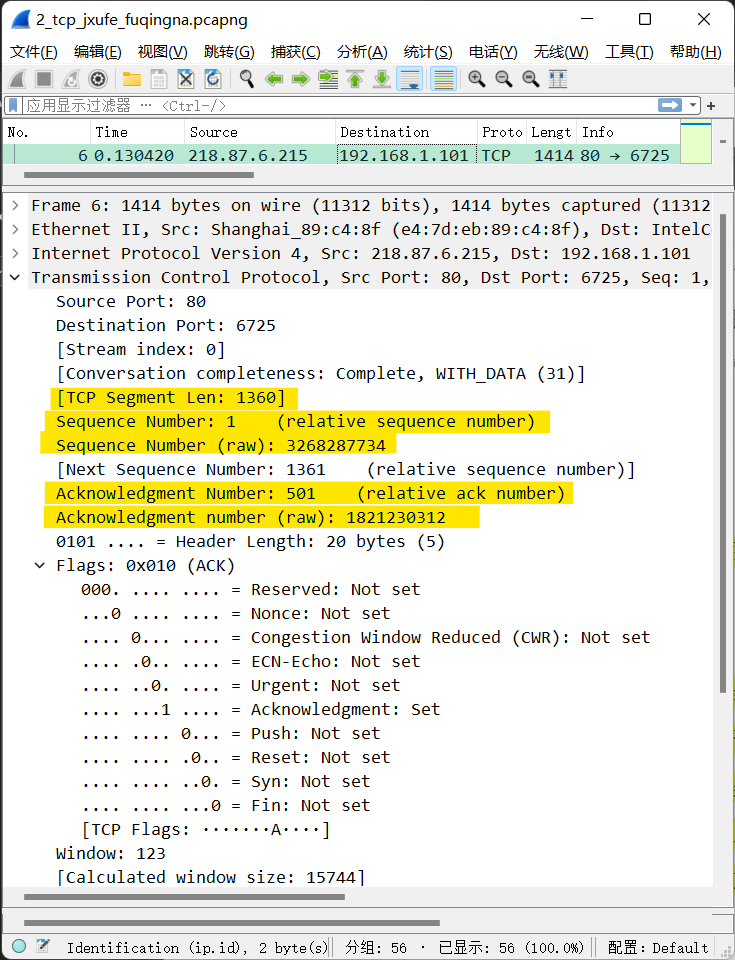 2_tcp_jxufe_fuqingna.pcapng
文件(F) 编辑(E) 视图(V) 跳转(G) 捕获(C) 分析(A) 统计(S) 电话(Y) 无线(W) 工具(T) 帮助(H)
应用显示过滤器 … <Ctrl-/>
No. Time Source Destination Proto Lengt Info
6 0.130420 218.87.6.215 192.168.1.101 TCP 1414 80 → 6725
Frame 6: 1414 bytes on wire (11312 bits), 1414 bytes captured (11312
Ethernet II, Src: Shanghai_89:c4:8f (e4:7d:eb:89:c4:8f), Dst: IntelC
Internet Protocol Version 4, Src: 218.87.6.215, Dst: 192.168.1.101
Transmission Control Protocol, Src Port: 80, Dst Port: 6725, Seq: 1,
Source Port: 80
Destination Port: 6725
[Stream index: 0]
[Conversation completeness: Complete, WITH_DATA (31)]
[TCP Segment Len: 1360]
Sequence Number: 1    (relative sequence number)
Sequence Number (raw): 3268287734
[Next Sequence Number: 1361    (relative sequence number)]
Acknowledgment Number: 501    (relative ack number)
Acknowledgment number (raw): 1821230312
0101 .... = Header Length: 20 bytes (5)
Flags: 0x010 (ACK)
000. .... .... = Reserved: Not set
...0 .... .... = Nonce: Not set
.... 0... .... = Congestion Window Reduced (CWR): Not set
.... .0.. .... = ECN-Echo: Not set
.... ..0. .... = Urgent: Not set
.... ...1 .... = Acknowledgment: Set
.... .... 0... = Push: Not set
.... .... .0.. = Reset: Not set
.... .... ..0. = Syn: Not set
.... .... ...0 = Fin: Not set
[TCP Flags: ·······A····]
Window: 123
[Calculated window size: 15744]
Identification (ip.id), 2 byte(s) 分组: 56 · 已显示: 56 (100.0%) 配置: Default